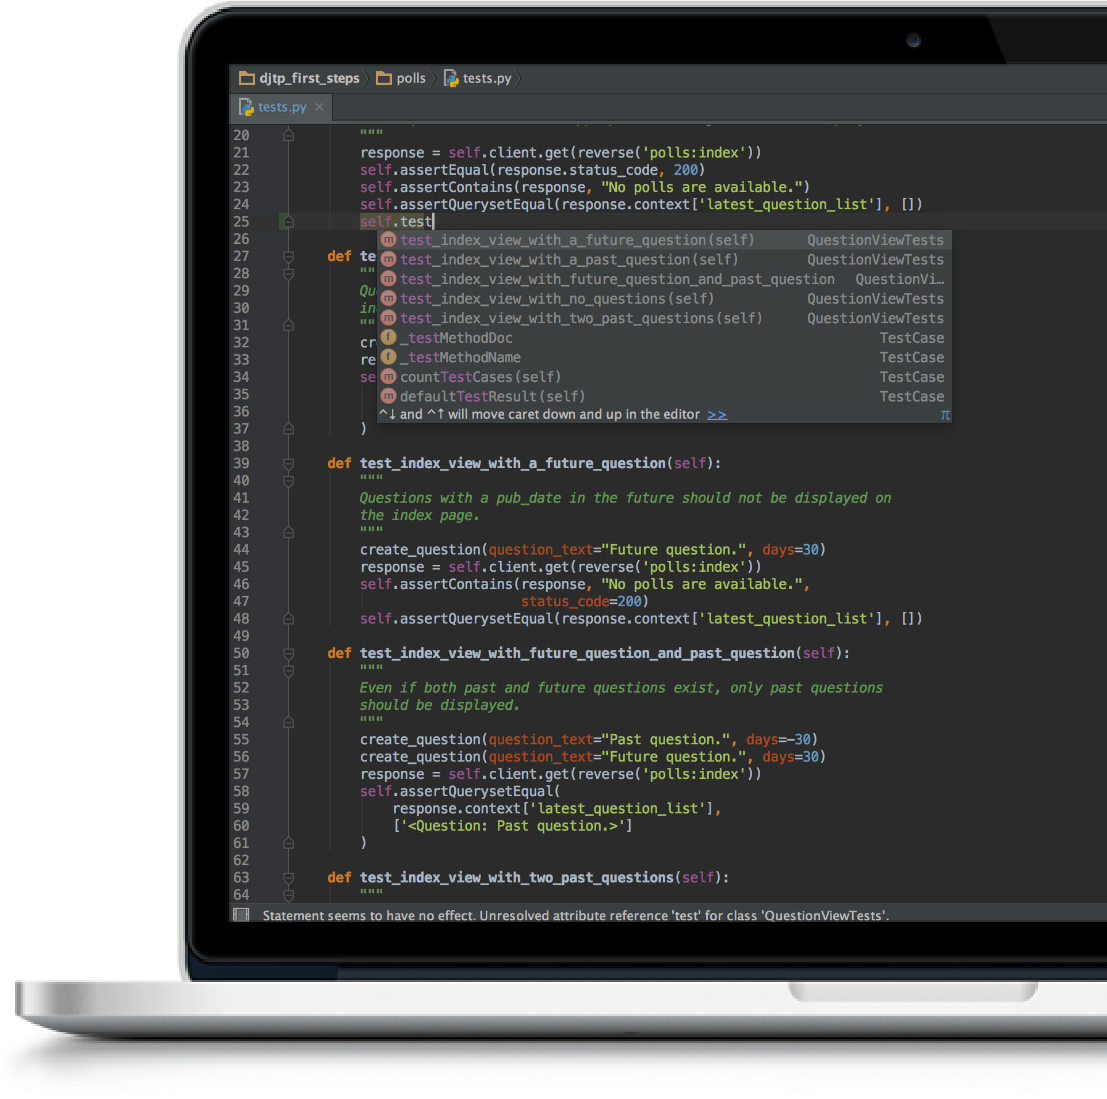 djtp_first_steps polls tests.py
tests.py ×
20 """
21 response = self.client.get(reverse('polls:index'))
22 self.assertEqual(response.status_code, 200)
23 self.assertContains(response, "No polls are available.")
24 self.assertQuerysetEqual(response.context['latest_question_list'], [])
25 self.test
m test_index_view_with_a_future_question(self) QuestionViewTests
26
m test_index_view_with_a_past_question(self) QuestionViewTests
27 def te
m test_index_view_with_future_question_and_past_question QuestionVi…
28 ""
m test_index_view_with_no_questions(self) QuestionViewTests
29 Qu
30 in
m test_index_view_with_two_past_questions(self) QuestionViewTests
31 ""
f _testMethodDoc TestCase
32 cr
f _testMethodName TestCase
33 re
m countTestCases(self) TestCase
34 se
35
m defaultTestResult(self) TestCase
36
^↓ and ^↑ will move caret down and up in the editor >> π
37 )
38
39 def test_index_view_with_a_future_question(self):
40 """
41 Questions with a pub_date in the future should not be displayed on
42 the index page.
43 """
44 create_question(question_text="Future question.", days=30)
45 response = self.client.get(reverse('polls:index'))
46 self.assertContains(response, "No polls are available.",
47 status_code=200)
48 self.assertQuerysetEqual(response.context['latest_question_list'], [])
49
50 def test_index_view_with_future_question_and_past_question(self):
51 """
52 Even if both past and future questions exist, only past questions
53 should be displayed.
54 """
55 create_question(question_text="Past question.", days=-30)
56 create_question(question_text="Future question.", days=30)
57 response = self.client.get(reverse('polls:index'))
58 self.assertQuerysetEqual(
59 response.context['latest_question_list'],
60 ['<Question: Past question.>']
61 )
62
63 def test_index_view_with_two_past_questions(self):
64 """
Statement seems to have no effect. Unresolved attribute reference 'test' for class 'QuestionViewTests'.